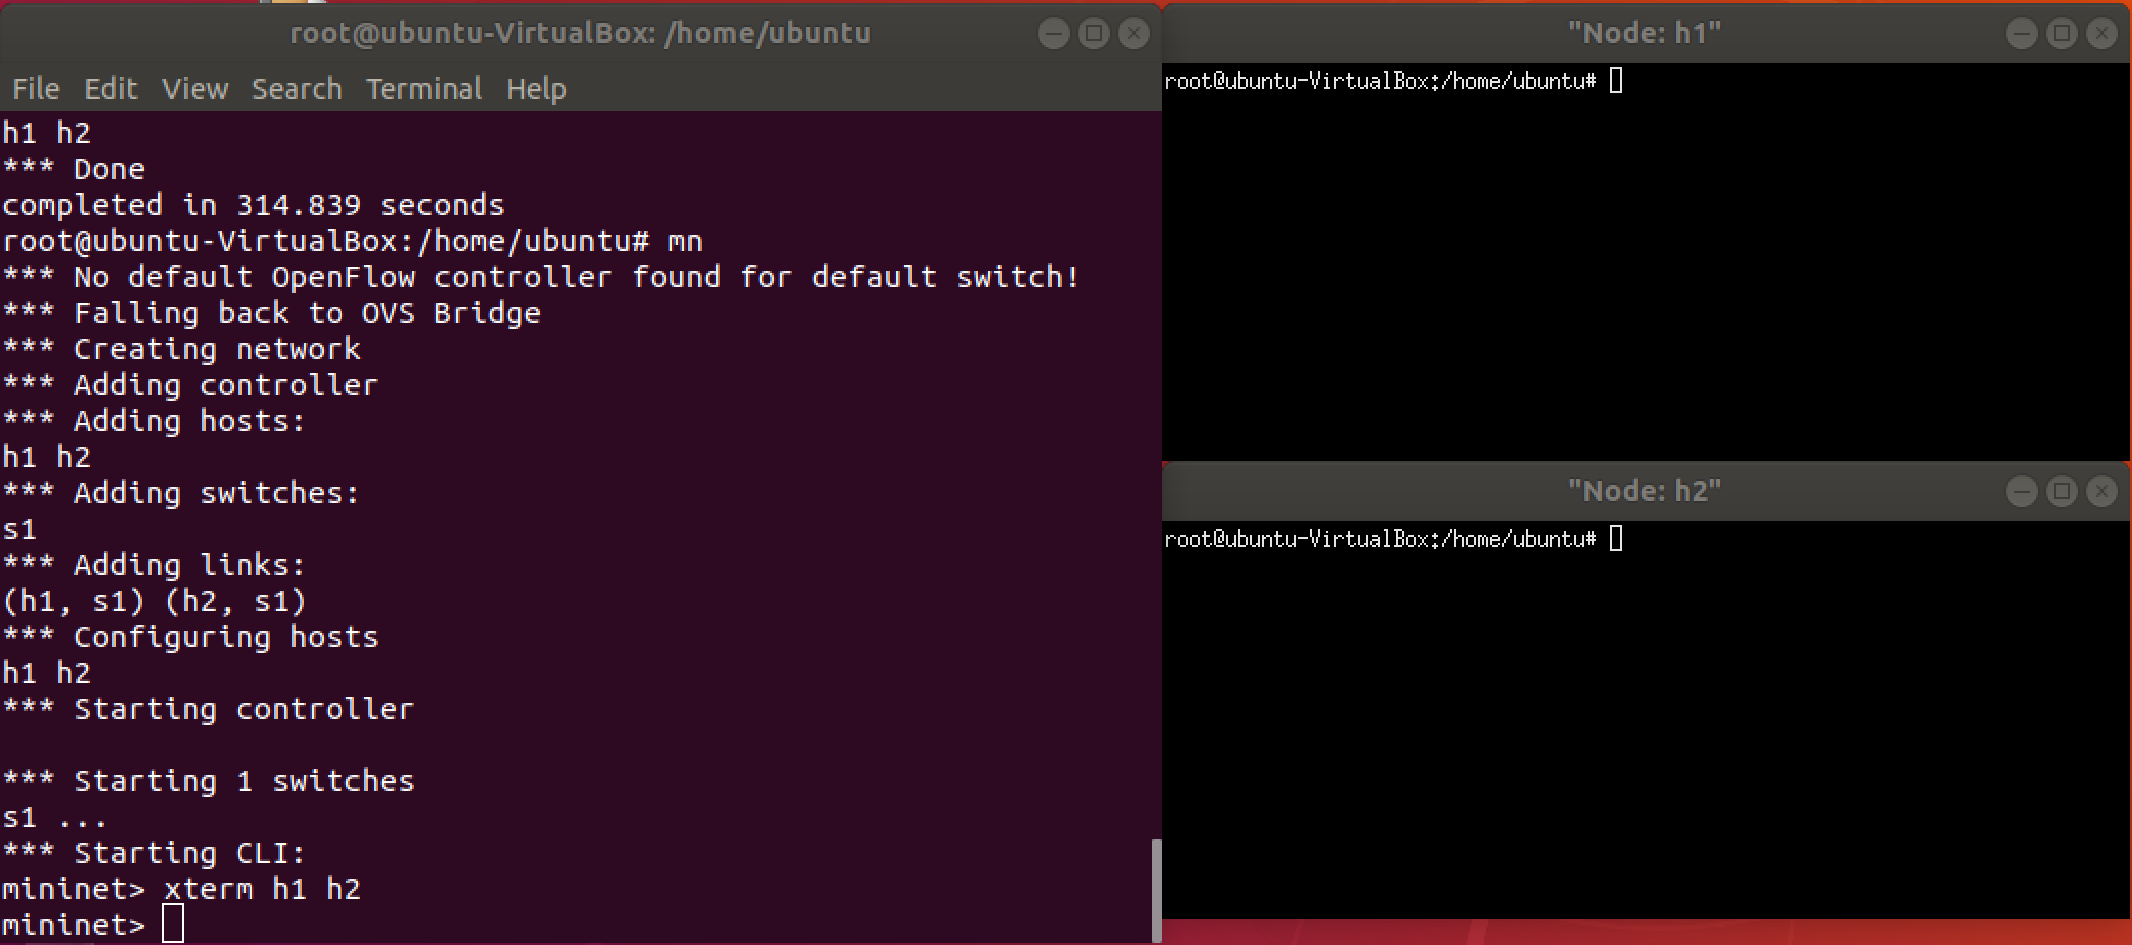 root@ubuntu-VirtualBox: /home/ubuntu
File Edit View Search Terminal Help
h1 h2
*** Done
completed in 314.839 seconds
root@ubuntu-VirtualBox:/home/ubuntu# mn
*** No default OpenFlow controller found for default switch!
*** Falling back to OVS Bridge
*** Creating network
*** Adding controller
*** Adding hosts:
h1 h2
*** Adding switches:
s1
*** Adding links:
(h1, s1) (h2, s1)
*** Configuring hosts
h1 h2
*** Starting controller

*** Starting 1 switches
s1 ...
*** Starting CLI:
mininet> xterm h1 h2
mininet>
"Node: h1"
root@ubuntu-VirtualBox:/home/ubuntu#
"Node: h2"
root@ubuntu-VirtualBox:/home/ubuntu#